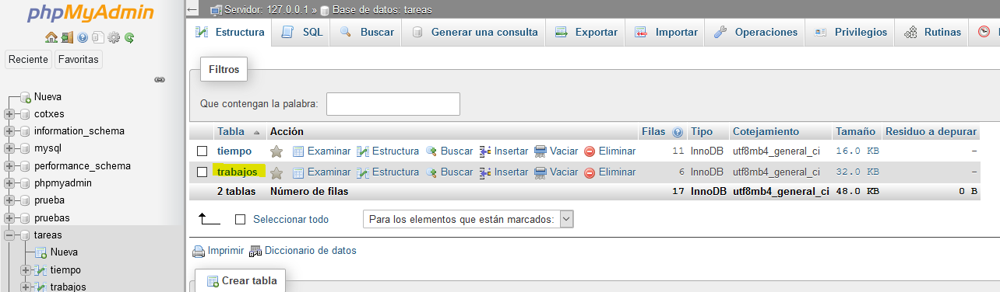 phpMyAdmin
Reciente Favoritas
Nueva
cotxes
information_schema
mysql
performance_schema
phpmyadmin
prueba
pruebas
tareas
Nueva
tiempo
trabajos
Servidor: 127.0.0.1 » Base de datos: tareas
Estructura SQL Buscar Generar una consulta Exportar Importar Operaciones Privilegios Rutinas
Filtros
Que contengan la palabra:
Tabla Acción Filas Tipo Cotejamiento Tamaño Residuo a depurar
tiempo Examinar Estructura Buscar Insertar Vaciar Eliminar 11 InnoDB utf8mb4_general_ci 16.0 KB -
trabajos Examinar Estructura Buscar Insertar Vaciar Eliminar 6 InnoDB utf8mb4_general_ci 32.0 KB -
2 tablas Número de filas 17 InnoDB utf8mb4_general_ci 48.0 KB 0 B
Seleccionar todo Para los elementos que están marcados:
Imprimir Diccionario de datos
Crear tabla